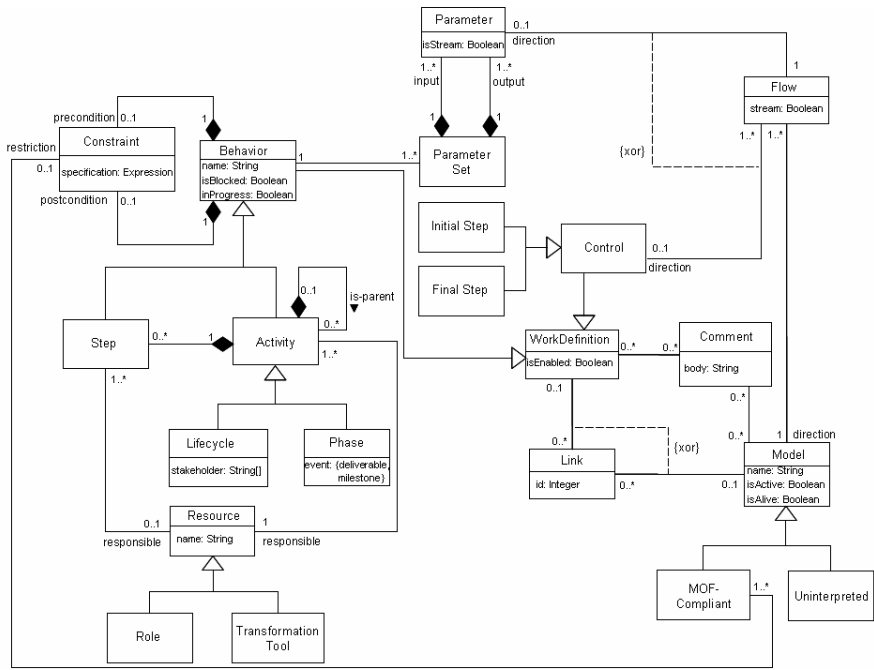 Parameter
isStream: Boolean
0..1
direction
1..*
input
1..*
output
1
Flow
stream: Boolean
1..*
1..*
precondition
0..1
1
restriction
0..1
Constraint
specification: Expression
postcondition
0..1
1
Behavior
name: String
isBlocked: Boolean
inProgress: Boolean
1
1..*
1
1
Parameter
Set
{xor}
Initial Step
Final Step
Control
0..1
direction
0..1
is-parent
0..*
Step
0..*
1
Activity
1..*
1..*
WorkDefinition
isEnabled: Boolean
0..*
0..*
Comment
body: String
0..1
0..*
0..*
1
direction
Lifecycle
stakeholder: String[]
Phase
event: {deliverable,
milestone}
0..*
Link
id: Integer
{xor}
0..*
0..1
Model
name: String
isActive: Boolean
isAlive: Boolean
0..1
responsible
Resource
name: String
1
responsible
MOF-
Compliant
1..*
Uninterpreted
Role
Transformation
Tool